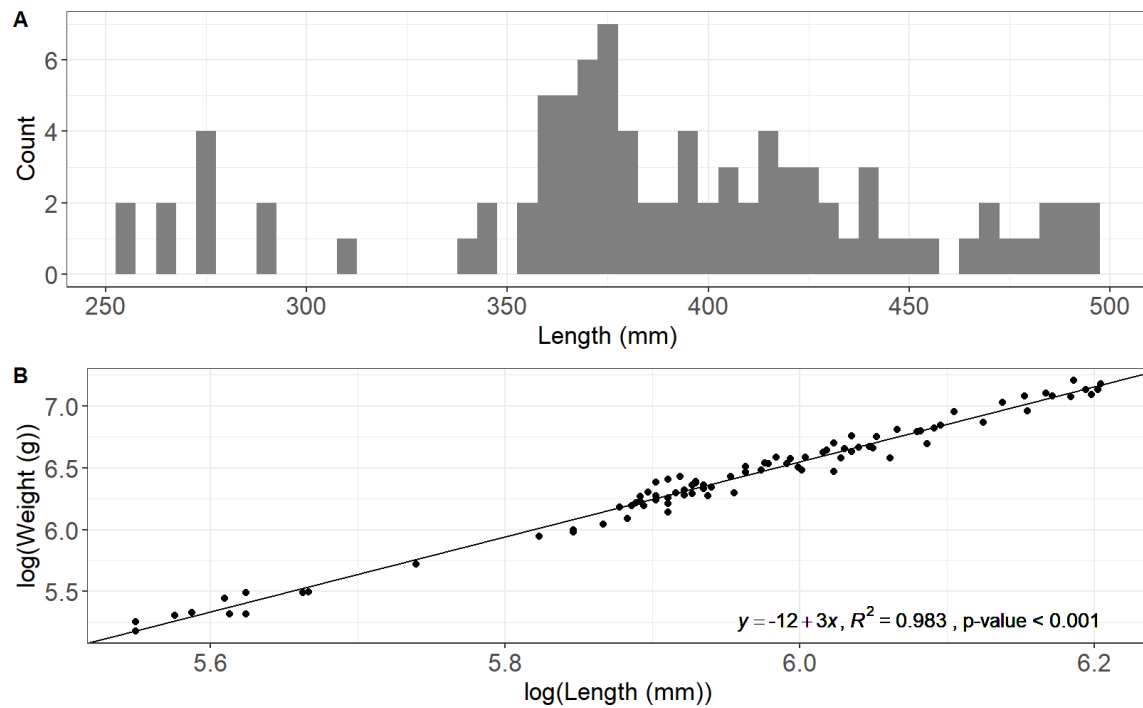 A
6
4
2
0
Count
250 300 350 400 450 500
Length (mm)
B
7.0
6.5
6.0
5.5
log(Weight (g))
y = -12 + 3x, R² = 0.983 , p-value < 0.001
5.6 5.8 6.0 6.2
log(Length (mm))